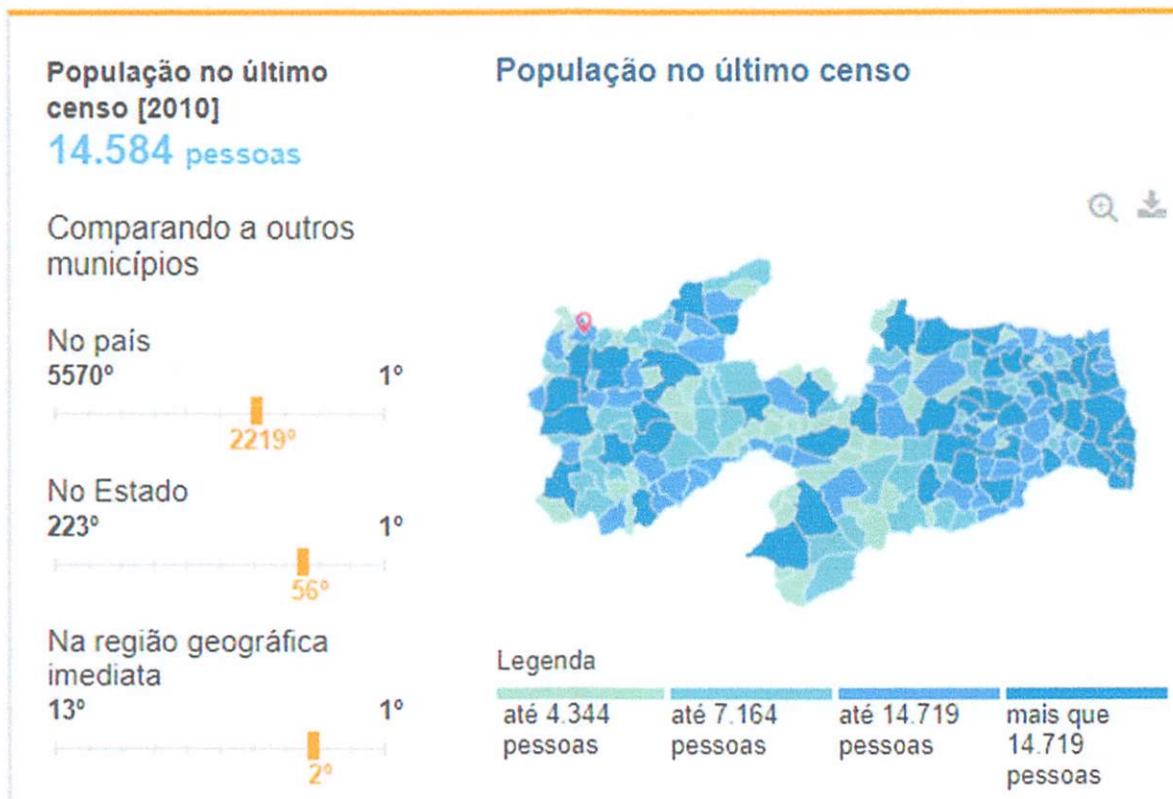 População no último
censo [2010]
14.584 pessoas
Comparando a outros
municípios
No país
5570º 1º
2219º
No Estado
223º 1º
56º
Na região geográfica
imediata
13º 1º
2º
População no último censo
Legenda
até 4.344
pessoas
até 7.164
pessoas
até 14.719
pessoas
mais que
14.719
pessoas